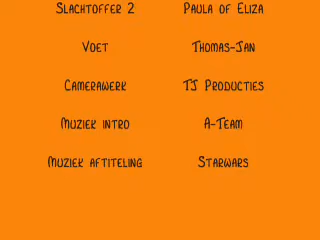 Slachtoffer 2 Paula of Eliza
Voet Thomas-Jan
Camerawerk TJ Producties
Muziek intro A-Team
Muziek aftiteling Starwars